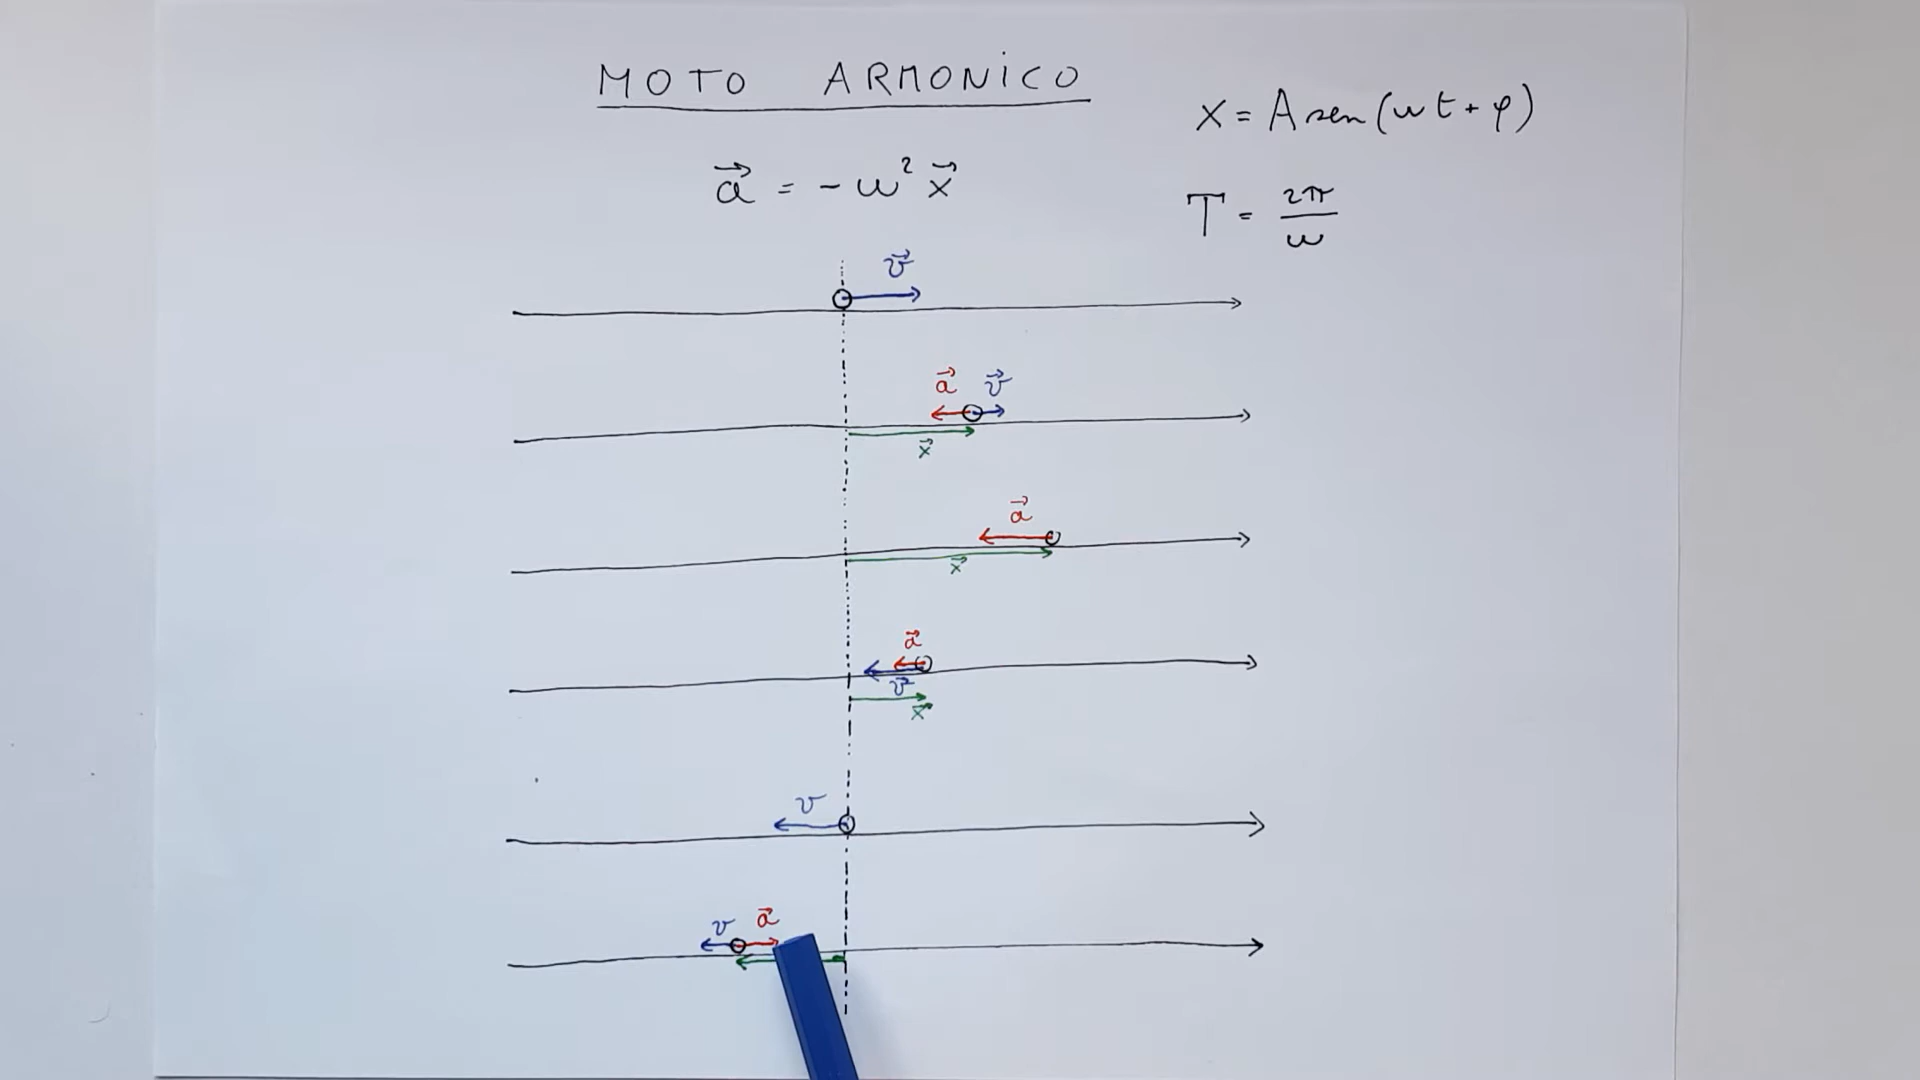 MOTO ARMONICO
x = A sen (ωt + φ)
a⃗ = - ω² x⃗
T = 2π/ω
v⃗
a⃗ v⃗
x⃗
a⃗
x⃗
a⃗
v⃗
x⃗
v
v a⃗